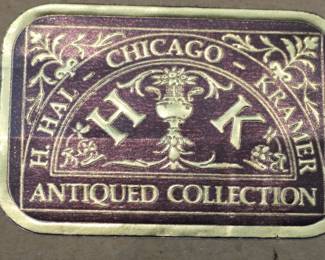 H. HAL - CHICAGO - KRAMER
"H K"
ANTIQUED COLLECTION